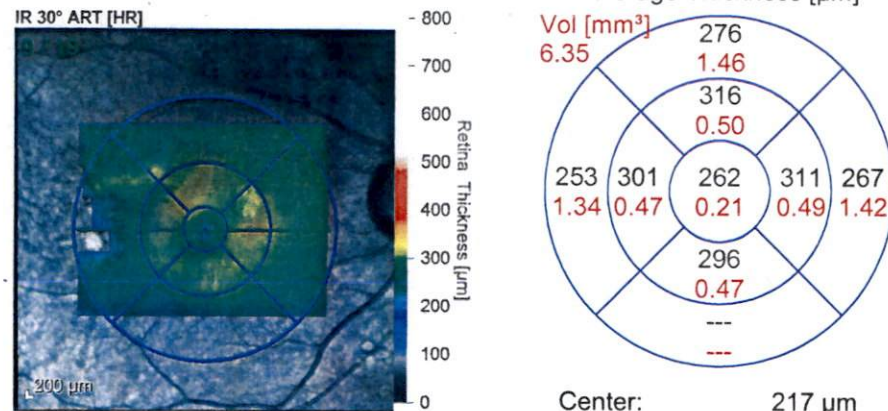 IR 30° ART [HR]
800
700
600
500
400
300
200
100
0
Retina Thickness [µm]
200 µm
Vol [mm³]
6.35
276
1.46
316
0.50
253 301 262 311 267
1.34 0.47 0.21 0.49 1.42
296
0.47
---
---
Center: 217 µm